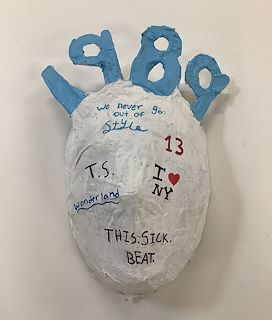 1989
we never go
out of
style
13
T.S.
I ♥
NY
wonderland
THIS.SICK.
BEAT.